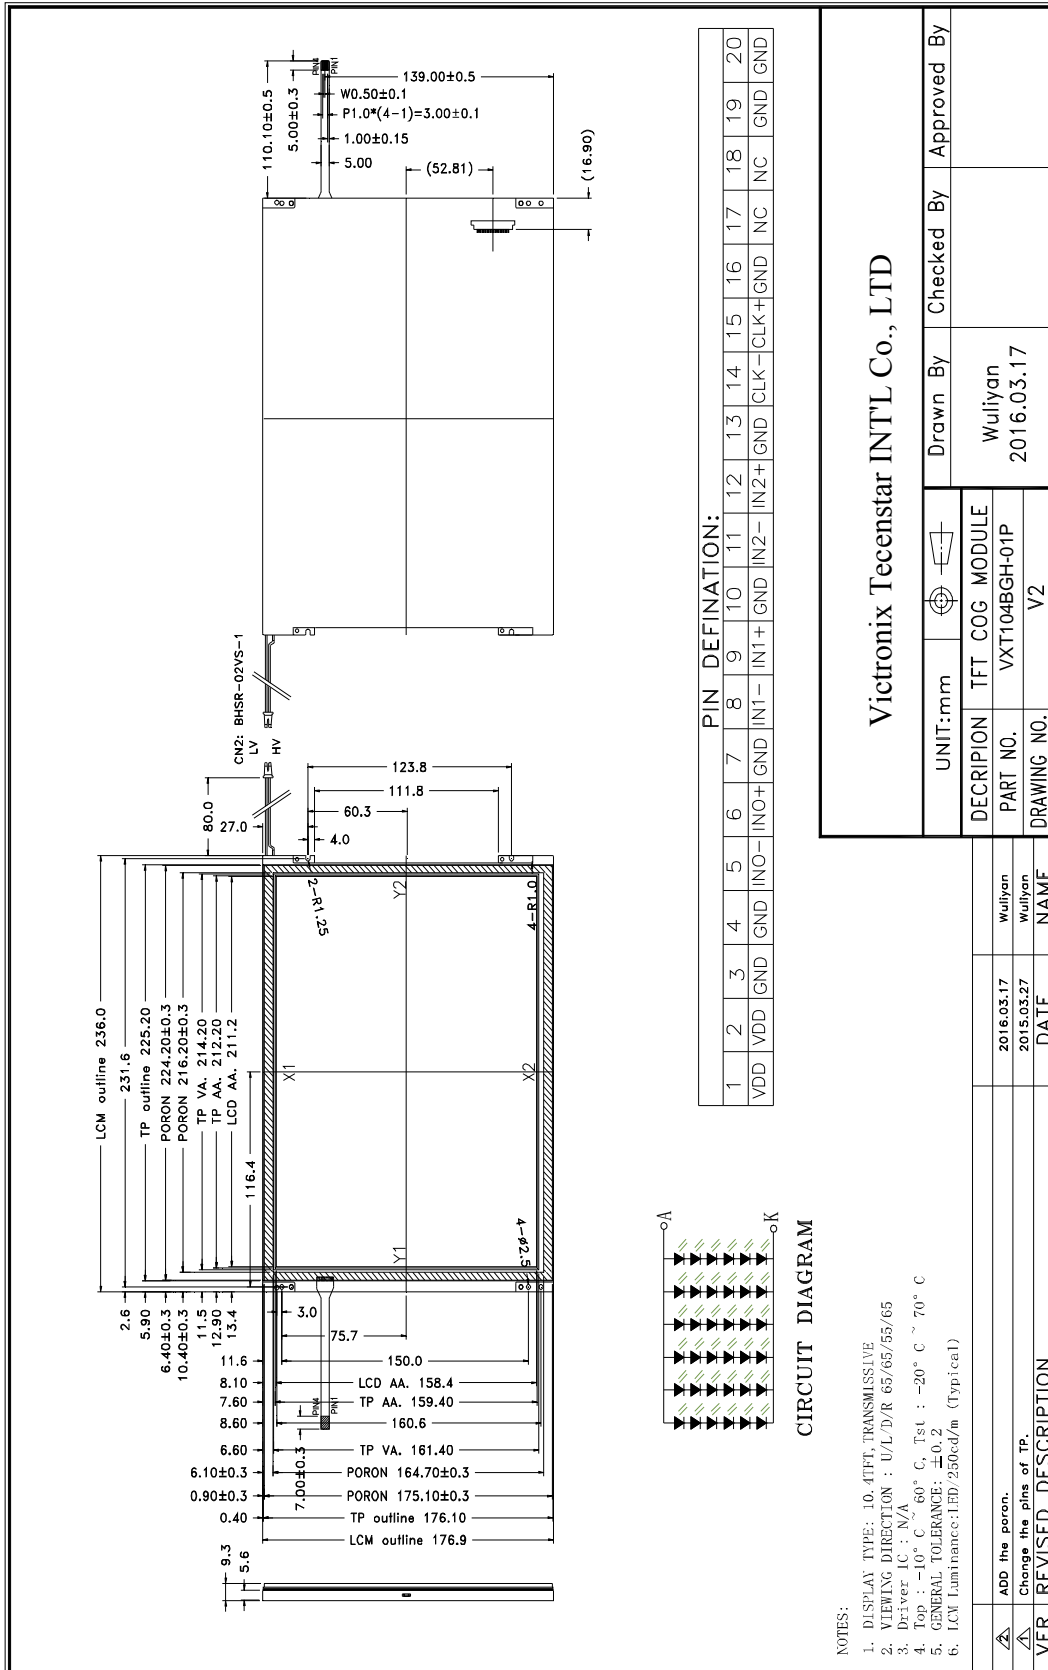 PIN4
PIN1
110.10±0.5
5.00±0.3
139.00±0.5
W0.50±0.1
P1.0*(4-1)=3.00±0.1
1.00±0.15
5.00
(52.81)
(16.90)
CN2: BHSR-02VS-1
LV
HV
80.0
27.0
123.8
111.8
60.3
4.0
2-R1.25
4-R1.0
Y2
X1
X2
Y1
4-ø2.5
116.4
LCM outline 236.0
231.6
TP outline 225.20
PORON 224.20±0.3
PORON 216.20±0.3
TP VA. 214.20
TP AA. 212.20
LCD AA. 211.2
2.6
5.90
6.40±0.3
10.40±0.3
11.5
12.90
13.4
3.0
75.7
11.6
150.0
8.10
LCD AA. 158.4
7.60
TP AA. 159.40
8.60
160.6
6.60
TP VA. 161.40
6.10±0.3
PORON 164.70±0.3
0.90±0.3
PORON 175.10±0.3
0.40
TP outline 176.10
LCM outline 176.9
PIN4
PIN1
7.00±0.3
9.3
5.6
PIN DEFINATION:
1 2 3 4 5 6 7 8 9 10 11 12 13 14 15 16 17 18 19 20
VDD VDD GND GND IN0- IN0+ GND IN1- IN1+ GND IN2- IN2+ GND CLK- CLK+ GND NC NC GND GND
A
K
CIRCUIT DIAGRAM
NOTES:
1. DISPLAY TYPE: 10.4TFT,TRANSMISSIVE
2. VIEWING DIRECTION : U/L/D/R 65/65/55/65
3. Driver IC : N/A
4. Top : -10° C ~ 60° C, Tst : -20° C ~ 70° C
5. GENERAL TOLERANCE: ±0.2
6. LCM Luminance:LED/250cd/m (Typical)
Victronix Tecenstar INT'L Co., LTD
UNIT:mm
Drawn By
Checked By
Approved By
DECRIPION
TFT COG MODULE
Wuliyan
2016.03.17
PART NO.
VXT104BGH-01P
DRAWING NO.
V2
2
ADD the poron.
2016.03.17
Wuliyan
1
Change the pins of TP.
2015.03.27
Wuliyan
VER
REVISED DESCRIPTION
DATE
NAME